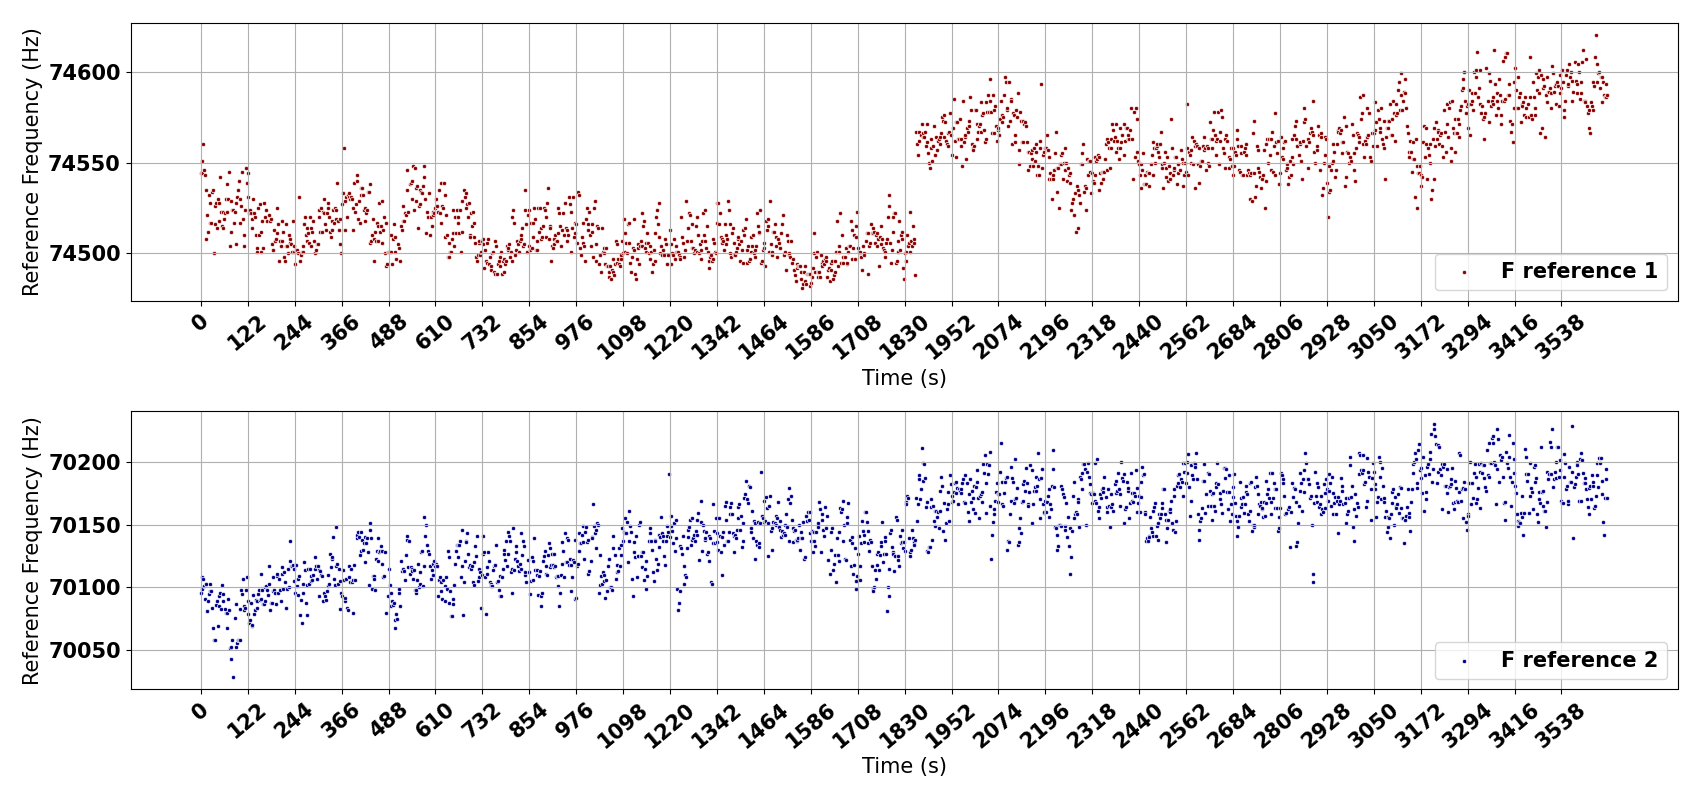 Reference Frequency (Hz)
74600
74550
74500
F reference 1
0 122 244 366 488 610 732 854 976 1098 1220 1342 1464 1586 1708 1830 1952 2074 2196 2318 2440 2562 2684 2806 2928 3050 3172 3294 3416 3538
Time (s)
Reference Frequency (Hz)
70200
70150
70100
70050
F reference 2
0 122 244 366 488 610 732 854 976 1098 1220 1342 1464 1586 1708 1830 1952 2074 2196 2318 2440 2562 2684 2806 2928 3050 3172 3294 3416 3538
Time (s)